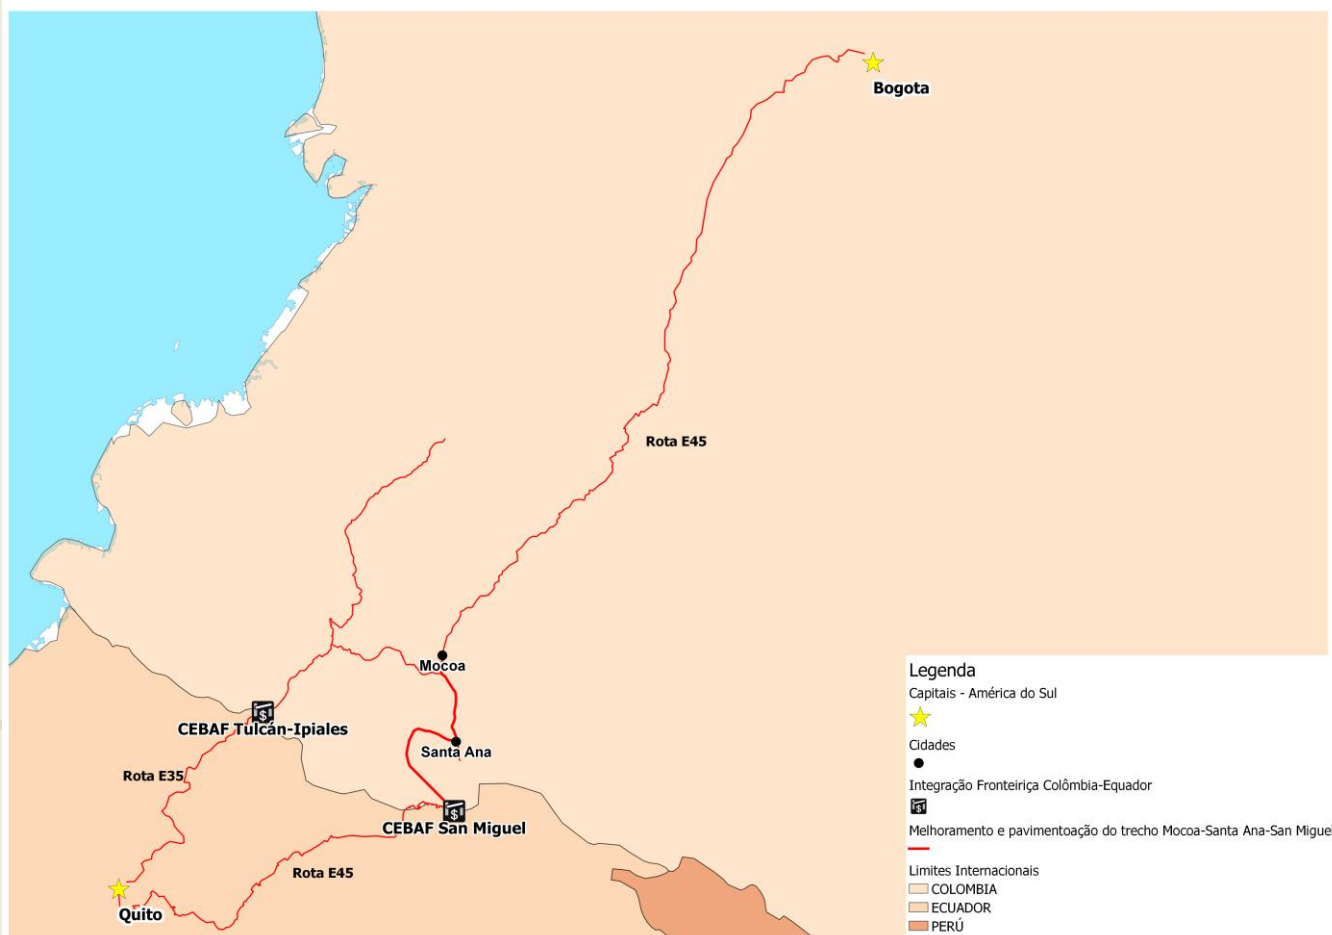 Bogota
Rota E45
Mocoa
CEBAF Tulcán-Ipiales
Santa Ana
Rota E35
CEBAF San Miguel
Rota E45
Quito
Legenda
Capitais - América do Sul
Cidades
Integração Fronteiriça Colômbia-Equador
Melhoramento e pavimentoação do trecho Mocoa-Santa Ana-San Miguel
Limites Internacionais
COLOMBIA
ECUADOR
PERÚ